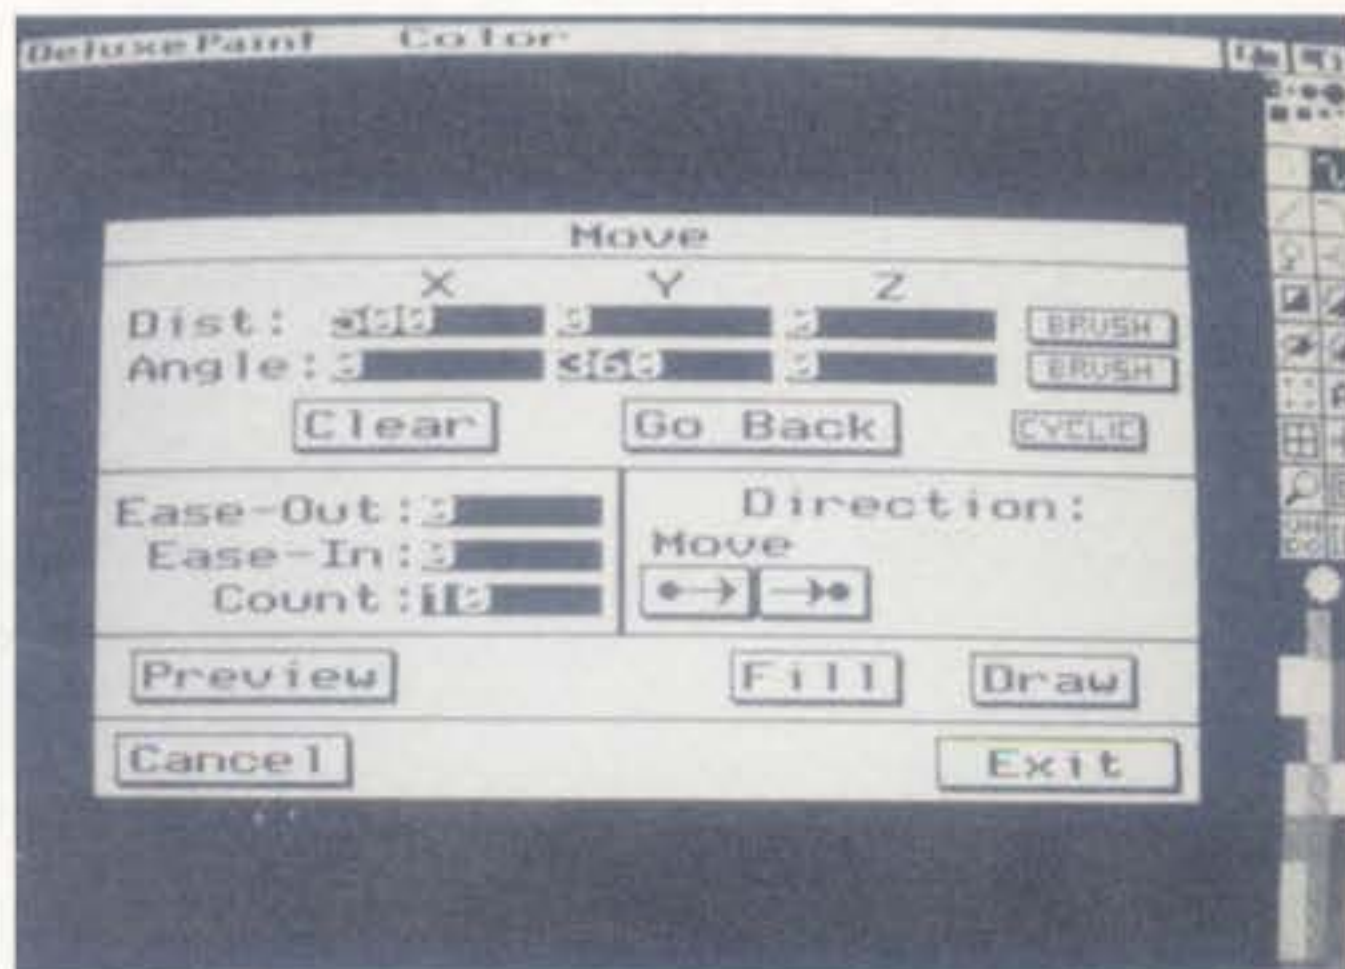 DeluxePaint Color
Move
X Y Z
Dist: 0 0 BRUSH
Angle: 0 360 0 BRUSH
Clear Go Back CYCLIC
Ease-Out: 0
Ease-In: 0
Count: 10
Direction:
Move
Preview Fill Draw
Cancel Exit